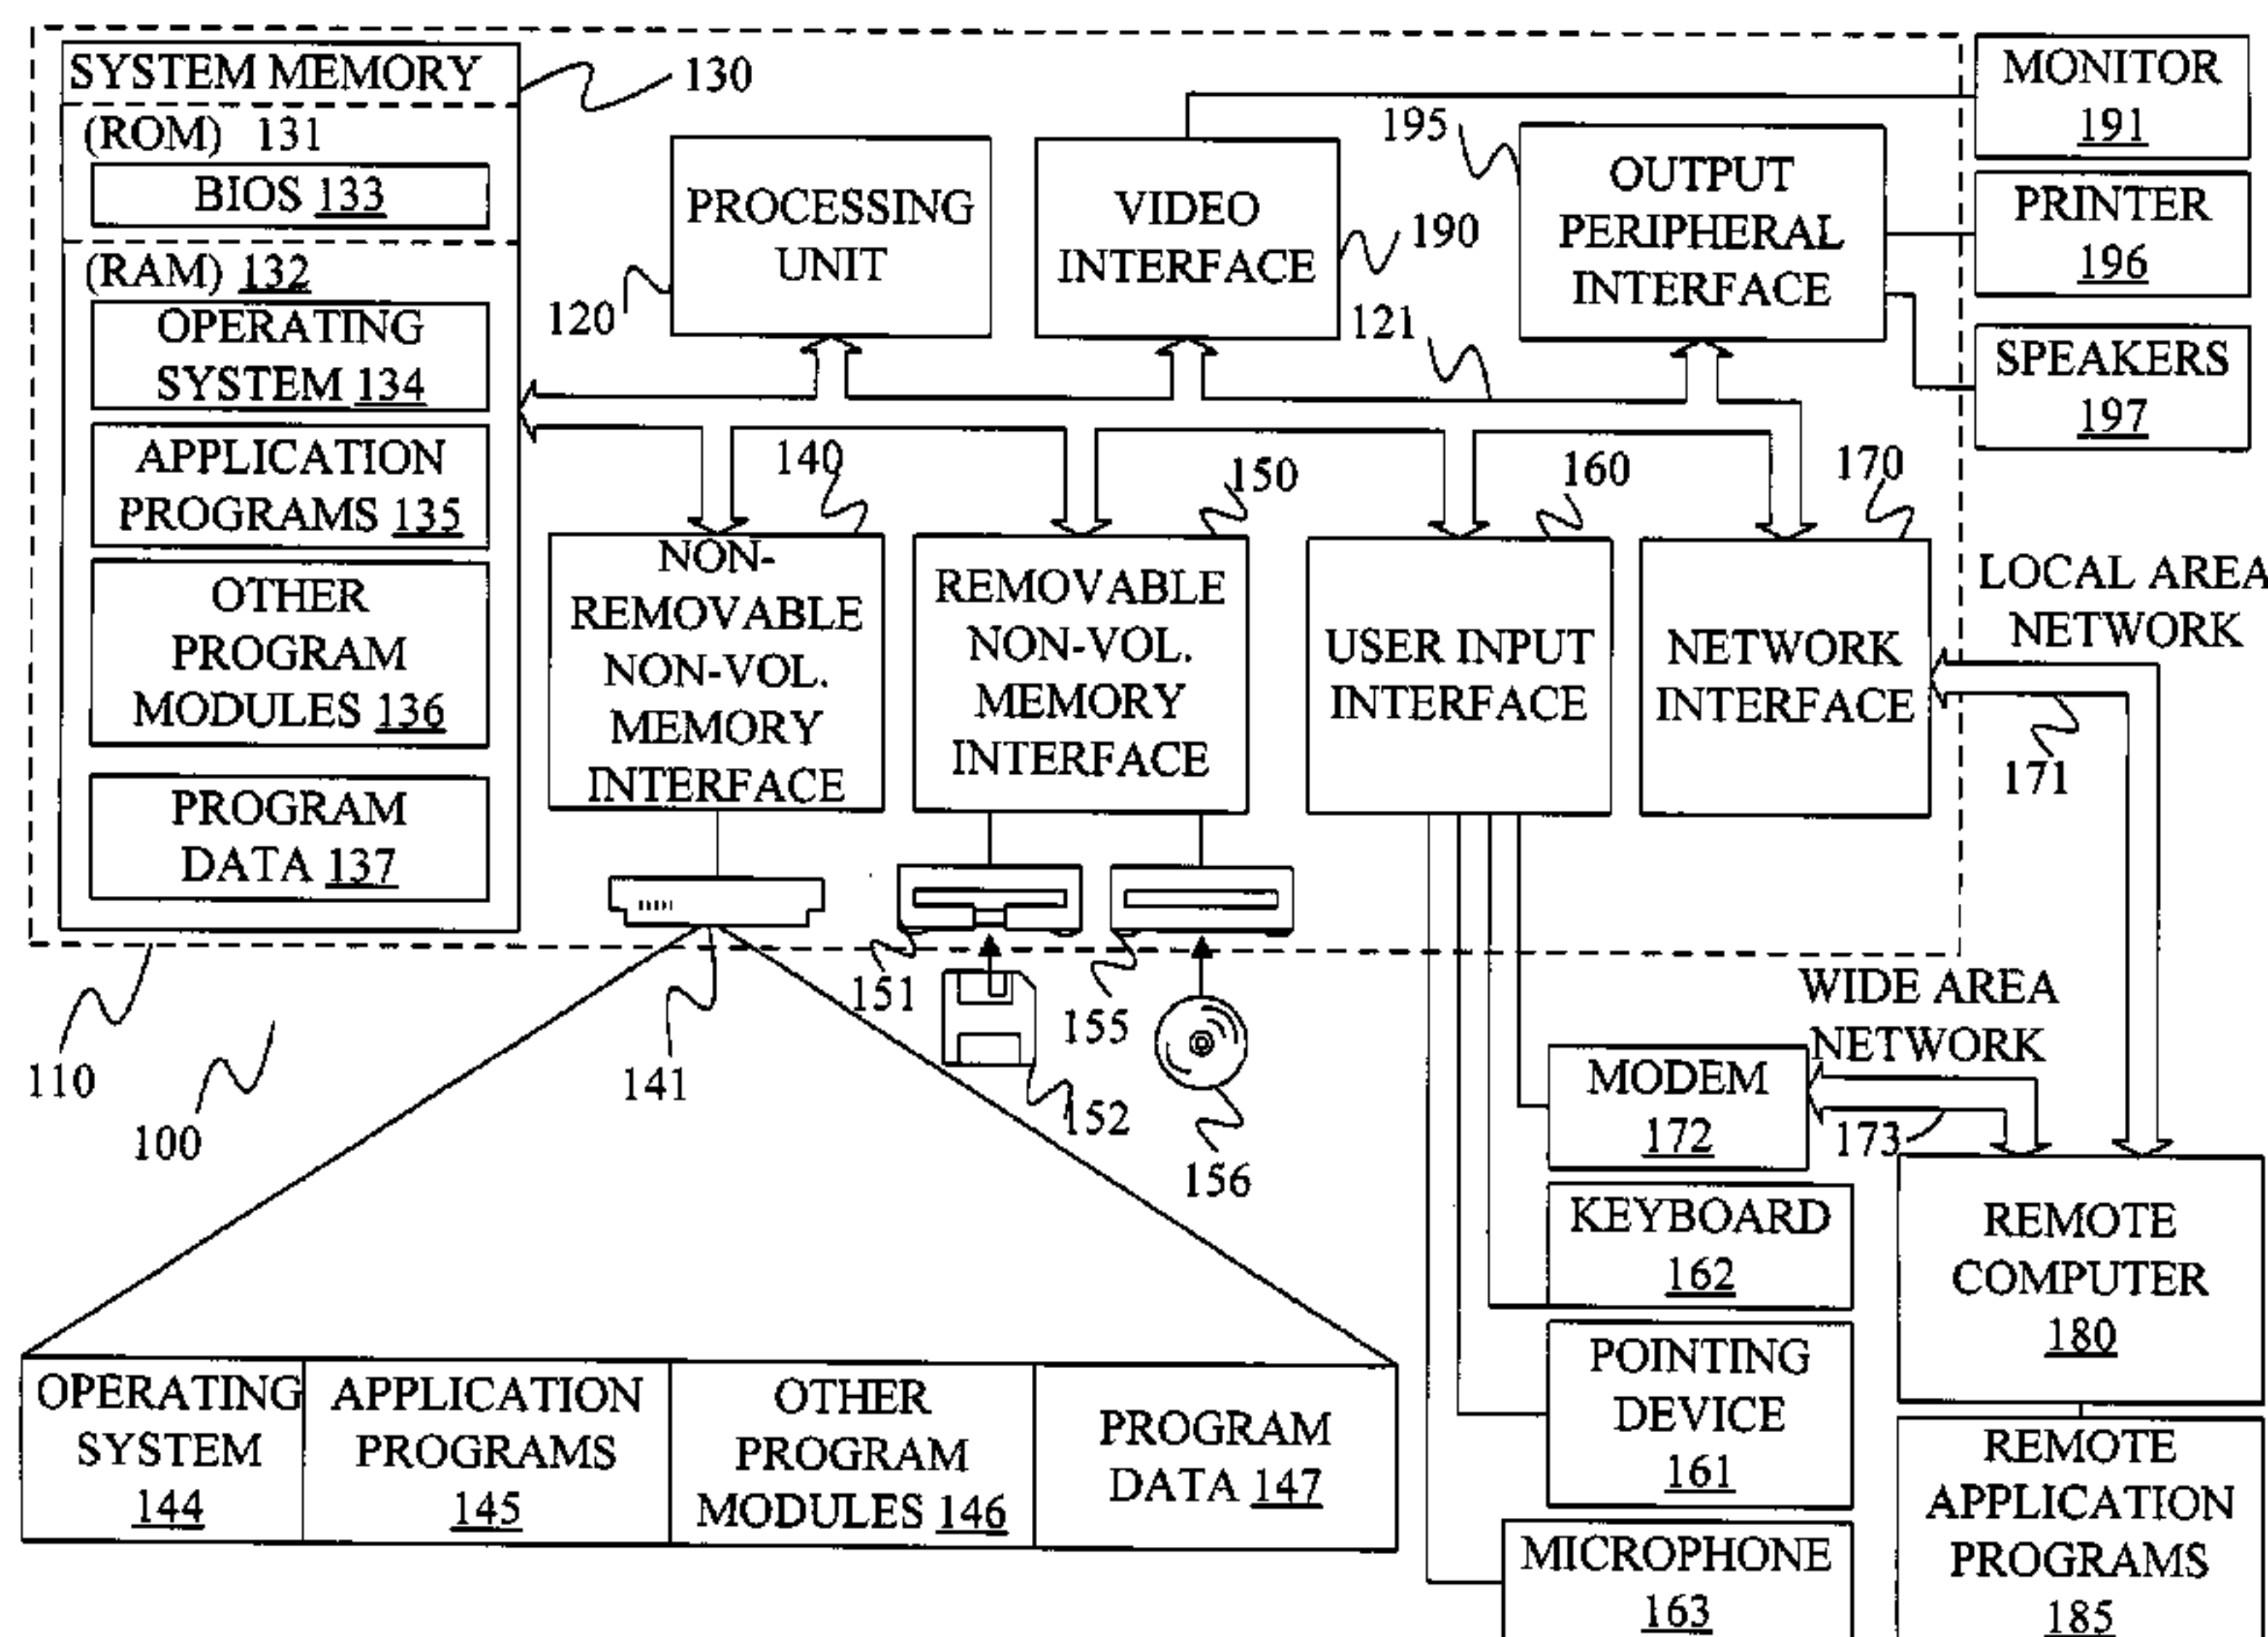 SYSTEM MEMORY
130
(ROM) 131
BIOS 133
(RAM) 132
OPERATING
SYSTEM 134
APPLICATION
PROGRAMS 135
OTHER
PROGRAM
MODULES 136
PROGRAM
DATA 137
PROCESSING
UNIT
120
VIDEO
INTERFACE
190
121
195
OUTPUT
PERIPHERAL
INTERFACE
MONITOR
191
PRINTER
196
SPEAKERS
197
140
NON-
REMOVABLE
NON-VOL.
MEMORY
INTERFACE
150
REMOVABLE
NON-VOL.
MEMORY
INTERFACE
160
USER INPUT
INTERFACE
170
NETWORK
INTERFACE
LOCAL AREA
NETWORK
171
110
100
141
151
152
155
156
WIDE AREA
NETWORK
173
MODEM
172
KEYBOARD
162
POINTING
DEVICE
161
MICROPHONE
163
REMOTE
COMPUTER
180
REMOTE
APPLICATION
PROGRAMS
185
OPERATING
SYSTEM
144
APPLICATION
PROGRAMS
145
OTHER
PROGRAM
MODULES 146
PROGRAM
DATA 147